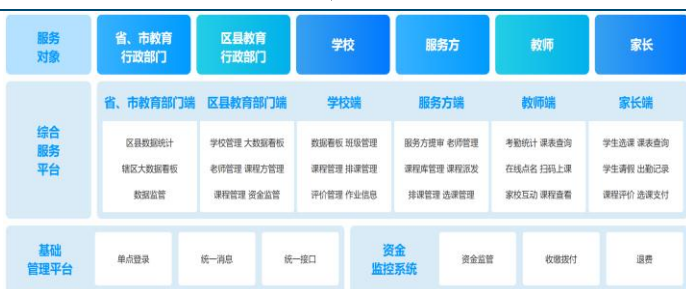 服务
对象
省、市教育
行政部门
区县教育
行政部门
学校
服务方
教师
家长
综合
服务
平台
省、市教育部门端
区县教育部门端
学校端
服务方端
教师端
家长端
区县数据统计
学校管理 大数据看板
数据看板 班级管理
服务方提审 老师管理
考勤统计 课表查询
学生选课 课表查询
辖区大数据看板
老师管理 课程方管理
课程管理 排课管理
课程库管理 课程派发
在线点名 扫码上课
学生请假 出勤记录
数据监管
课程管理 资金监管
评价管理 作业信息
排课管理 选课管理
家校互动 课程查看
课程评价 选课支付
基础
管理平台
单点登录
统一消息
统一接口
资金
监控系统
资金监管
收缴拨付
退费